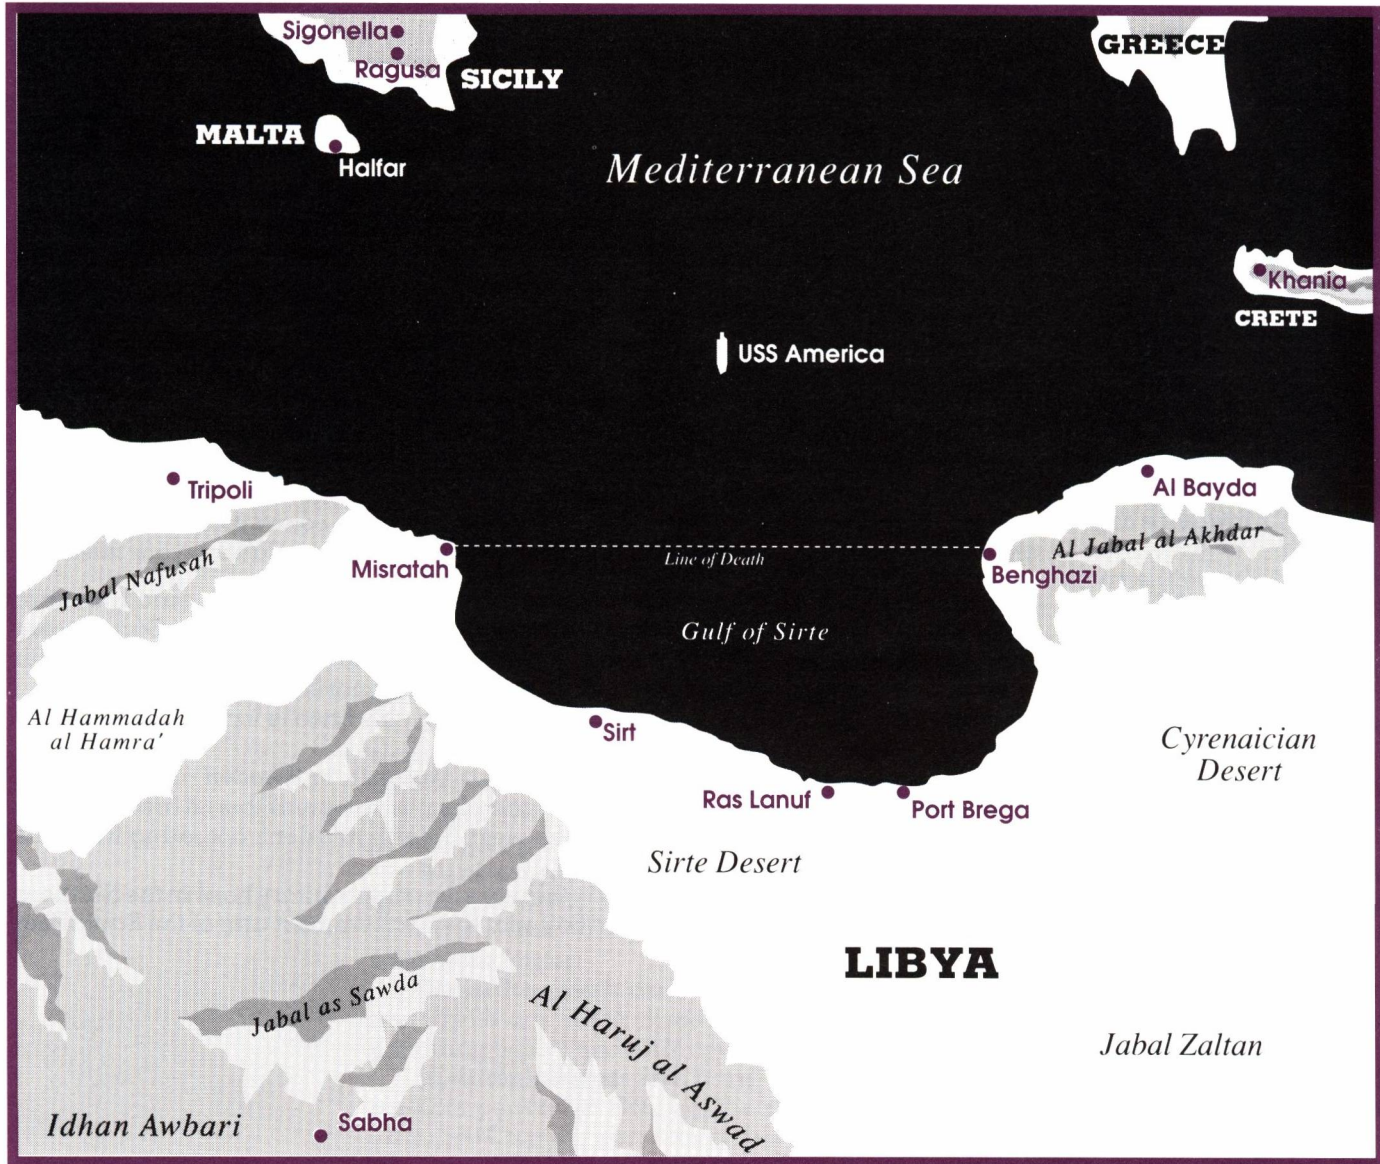 Sigonella
Ragusa
SICILY
GREECE
MALTA
Halfar
Mediterranean Sea
Khania
CRETE
USS America
Tripoli
Al Bayda
Jabal Nafusah
Misratah
Line of Death
Al Jabal al Akhdar
Benghazi
Gulf of Sirte
Al Hammadah
al Hamra'
Sirt
Cyrenaician
Desert
Ras Lanuf
Port Brega
Sirte Desert
LIBYA
Jabal as Sawda
Al Haruj al Aswad
Jabal Zaltan
Idhan Awbari
Sabha